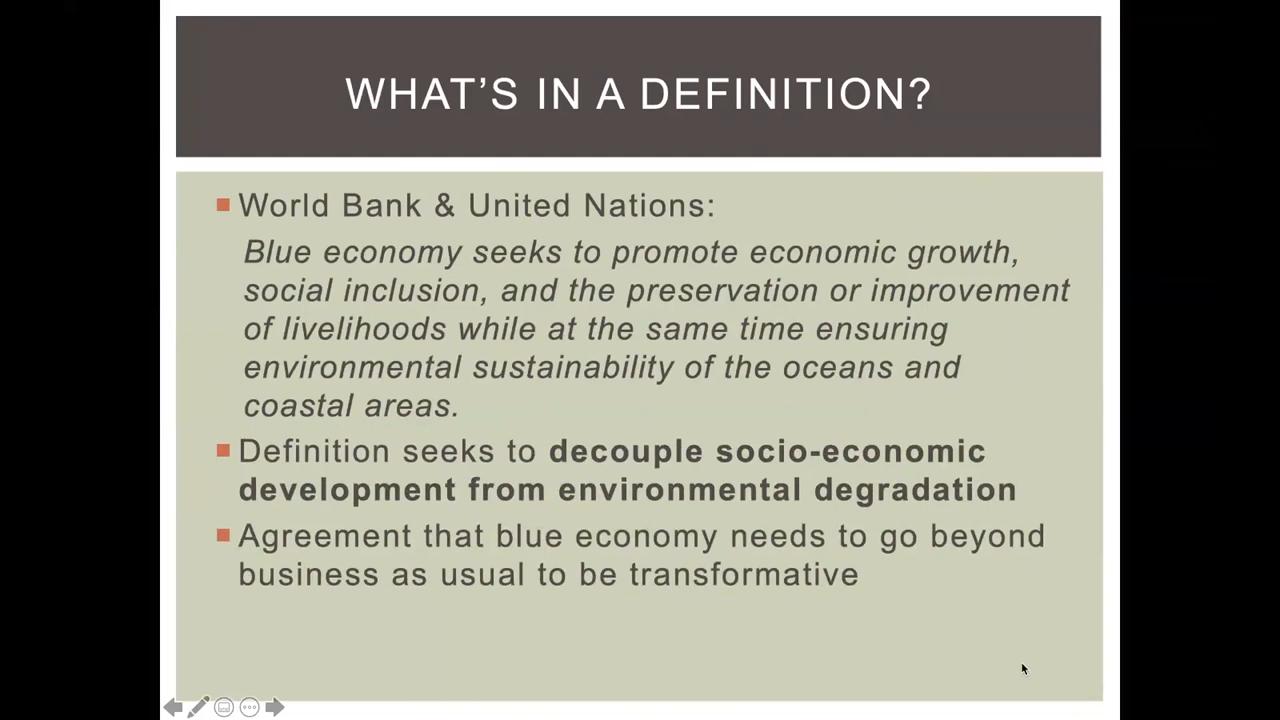 WHAT’S IN A DEFINITION?
World Bank & United Nations:
Blue economy seeks to promote economic growth,
social inclusion, and the preservation or improvement
of livelihoods while at the same time ensuring
environmental sustainability of the oceans and
coastal areas.
Definition seeks to decouple socio-economic
development from environmental degradation
Agreement that blue economy needs to go beyond
business as usual to be transformative